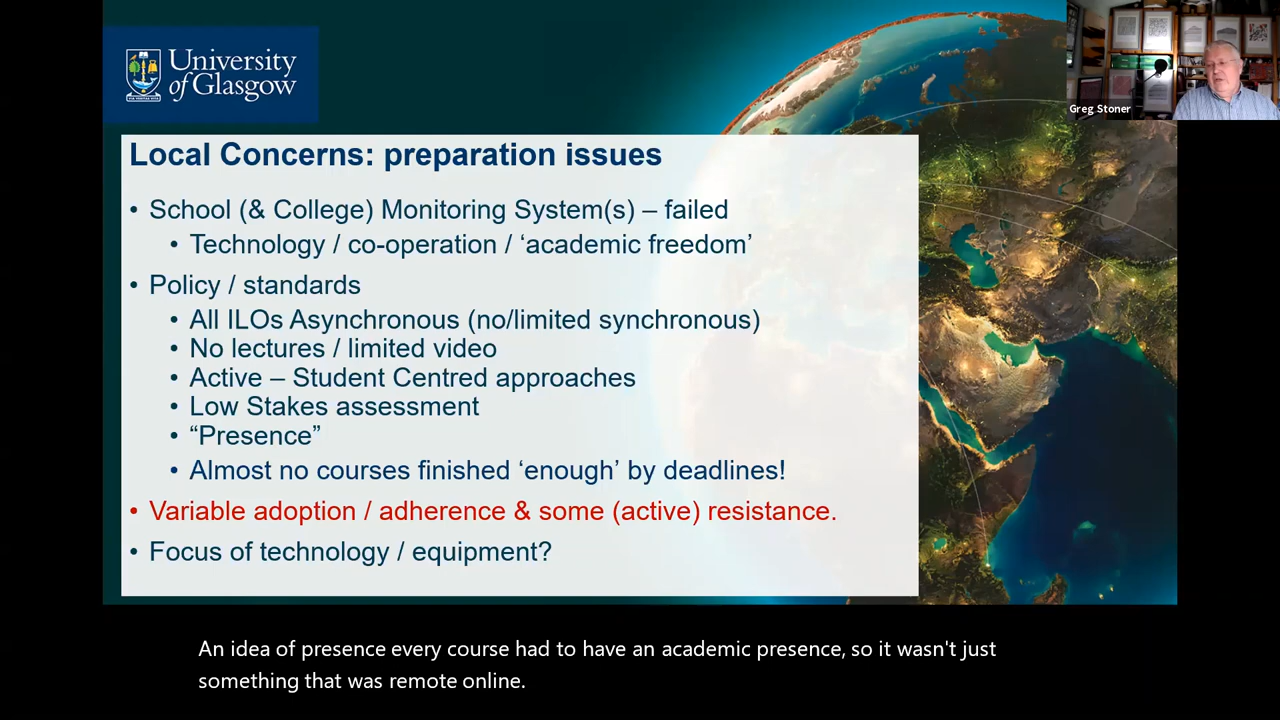 University
of Glasgow
VIA VERITAS VITA
Greg Stoner
Local Concerns: preparation issues
• School (& College) Monitoring System(s) – failed
• Technology / co-operation / ‘academic freedom’
• Policy / standards
• All ILOs Asynchronous (no/limited synchronous)
• No lectures / limited video
• Active – Student Centred approaches
• Low Stakes assessment
• “Presence”
• Almost no courses finished ‘enough’ by deadlines!
• Variable adoption / adherence & some (active) resistance.
• Focus of technology / equipment?
An idea of presence every course had to have an academic presence, so it wasn't just
something that was remote online.